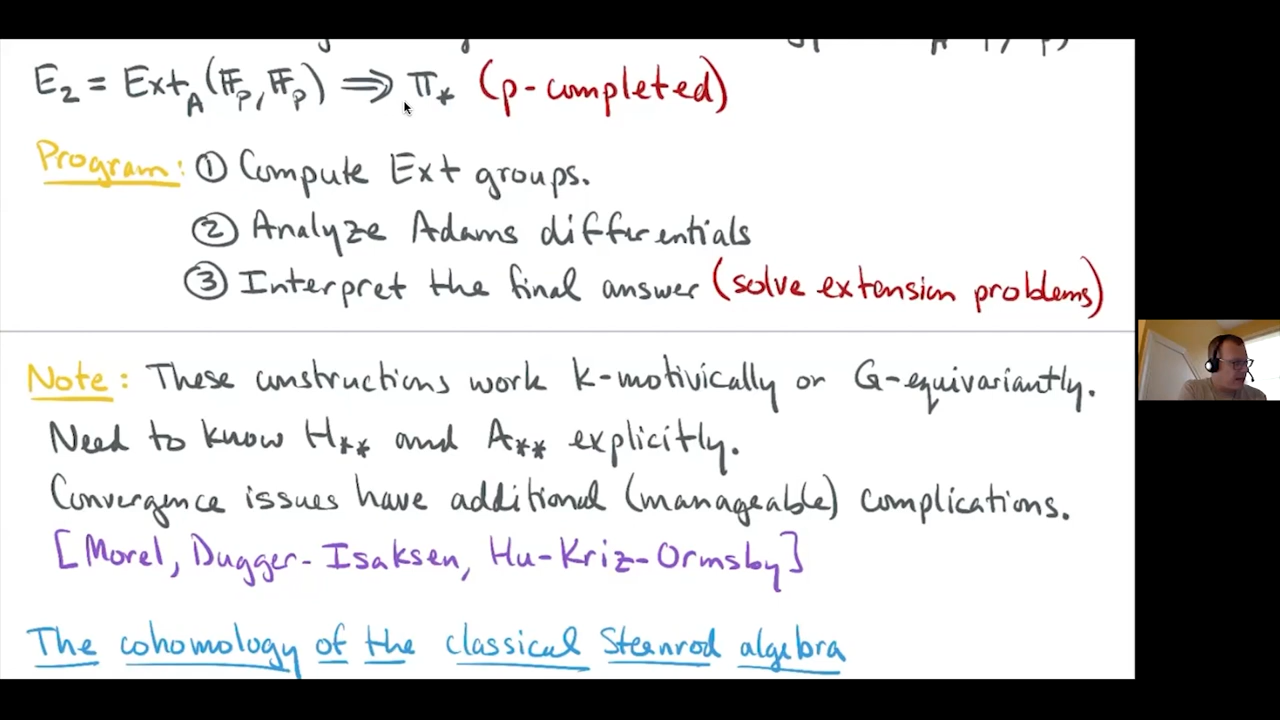 E₂ = Ext_A(𝔽_p, 𝔽_p) ⟹ π_* (p-completed)
Program: ① Compute Ext groups.
② Analyze Adams differentials
③ Interpret the final answer (solve extension problems)
Note: These constructions work k-motivically or G-equivariantly.
Need to know H_** and A_** explicitly.
Convergence issues have additional (manageable) complications.
[Morel, Dugger-Isaksen, Hu-Kriz-Ormsby]
The cohomology of the classical Steenrod algebra